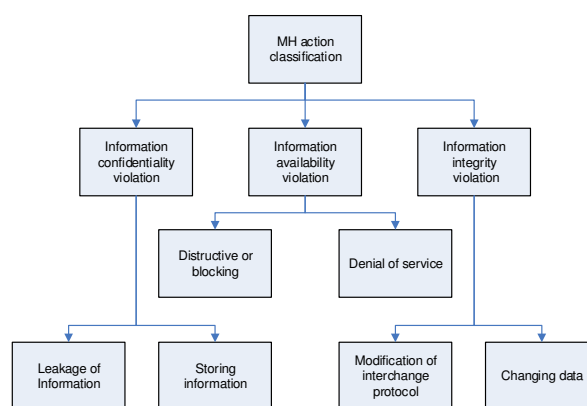 MH action
classification
Information
confidentiality
violation
Information
availability
violation
Information
integrity
violation
Distructive or
blocking
Denial of service
Leakage of
Information
Storing
information
Modification of
interchange
protocol
Changing data